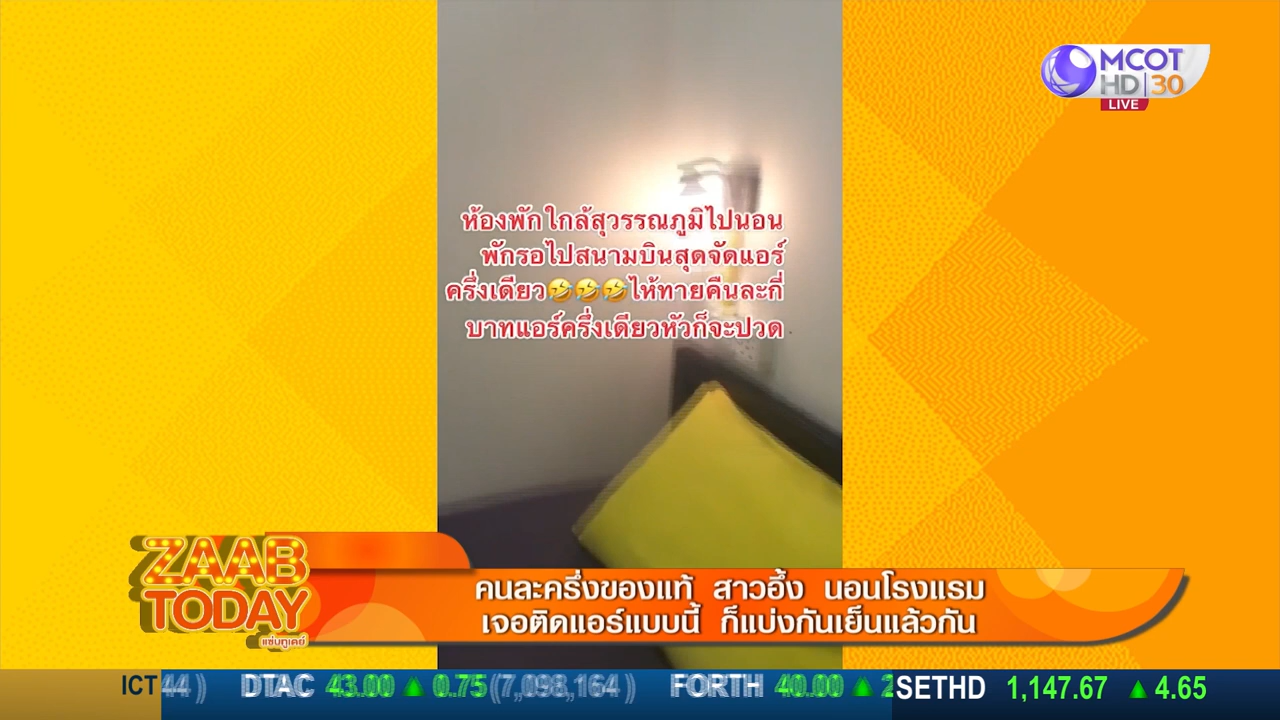 MCOT
HD 30
LIVE
ห้องพักใกล้สุวรรณภูมิไปนอน
พักรอไปสนามบินสุดจัดแอร์
ครึ่งเดียว🤣🤣🤣ไห้ทายคืนละกี่
บาทแอร์ครึ่งเดียวหัวก็จะปวด
ZAAB
TODAY
แซ่บทูเดย์
คนละครึ่งของแท้ สาวอึ้ง นอนโรงแรม
เจอติดแอร์แบบนี้ ก็แบ่งกันเย็นแล้วกัน
ICT 44 ) DTAC 43.00 ▲ 0.75 (7,098,164 ) FORTH 40.00 ▲ SETHD 1,147.67 ▲ 4.65